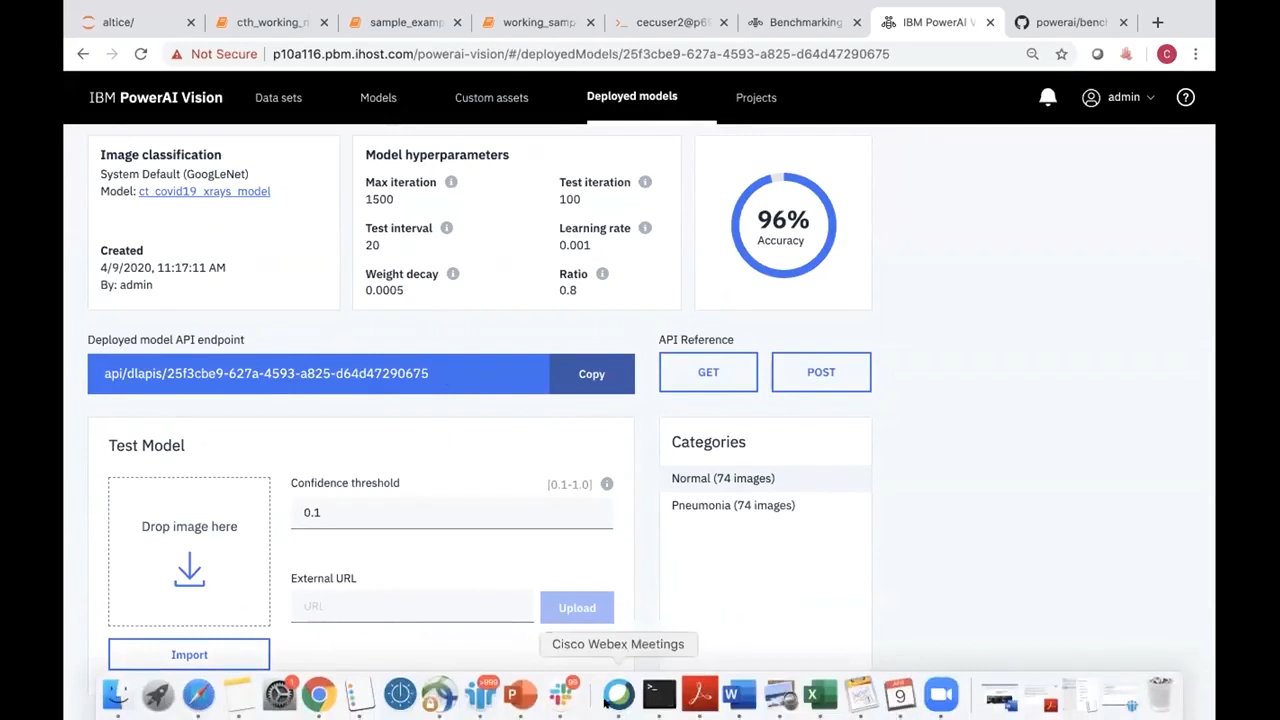 altice/
cth_working_n
sample_examp
working_samp
cecuser2@p69
Benchmarking
IBM PowerAI V
powerai/benc
Not Secure
p10a116.pbm.ihost.com/powerai-vision/#/deployedModels/25f3cbe9-627a-4593-a825-d64d47290675
C
IBM PowerAI Vision
Data sets
Models
Custom assets
Deployed models
Projects
admin
Image classification
System Default (GoogLeNet)
Model: ct_covid19_xrays_model
Created
4/9/2020, 11:17:11 AM
By: admin
Model hyperparameters
Max iteration
1500
Test iteration
100
Test interval
20
Learning rate
0.001
Weight decay
0.0005
Ratio
0.8
96%
Accuracy
Deployed model API endpoint
api/dlapis/25f3cbe9-627a-4593-a825-d64d47290675
Copy
API Reference
GET
POST
Test Model
Drop image here
Import
Confidence threshold
[0.1-1.0]
0.1
External URL
URL
Upload
Categories
Normal (74 images)
Pneumonia (74 images)
Cisco Webex Meetings
1
+999
99
9